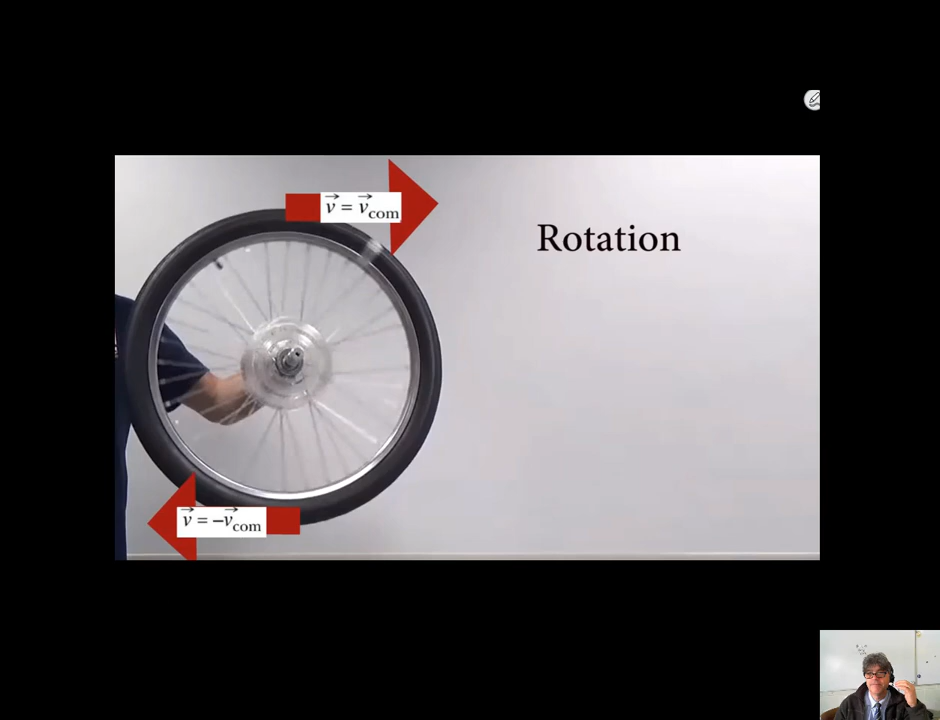 v⃗ = v⃗com
Rotation
v⃗ = –v⃗com